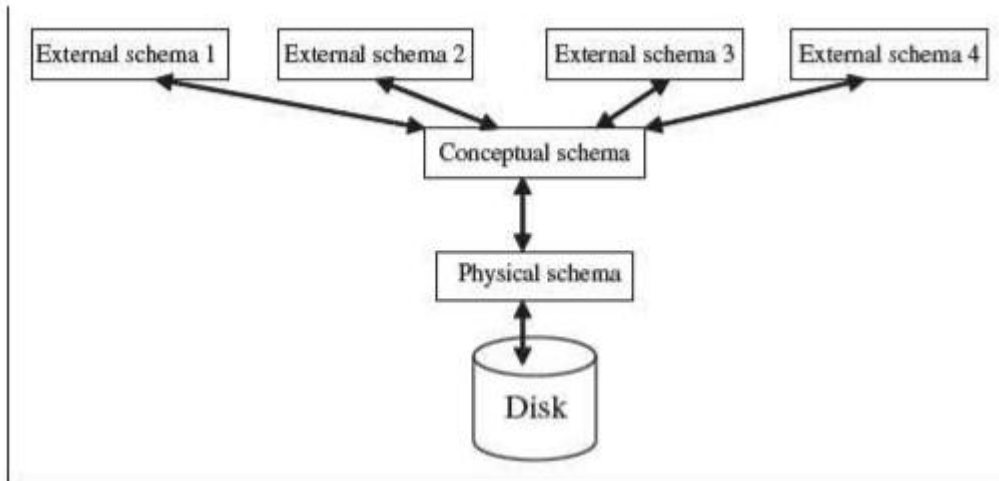 External schema 1
External schema 2
External schema 3
External schema 4
Conceptual schema
Physical schema
Disk